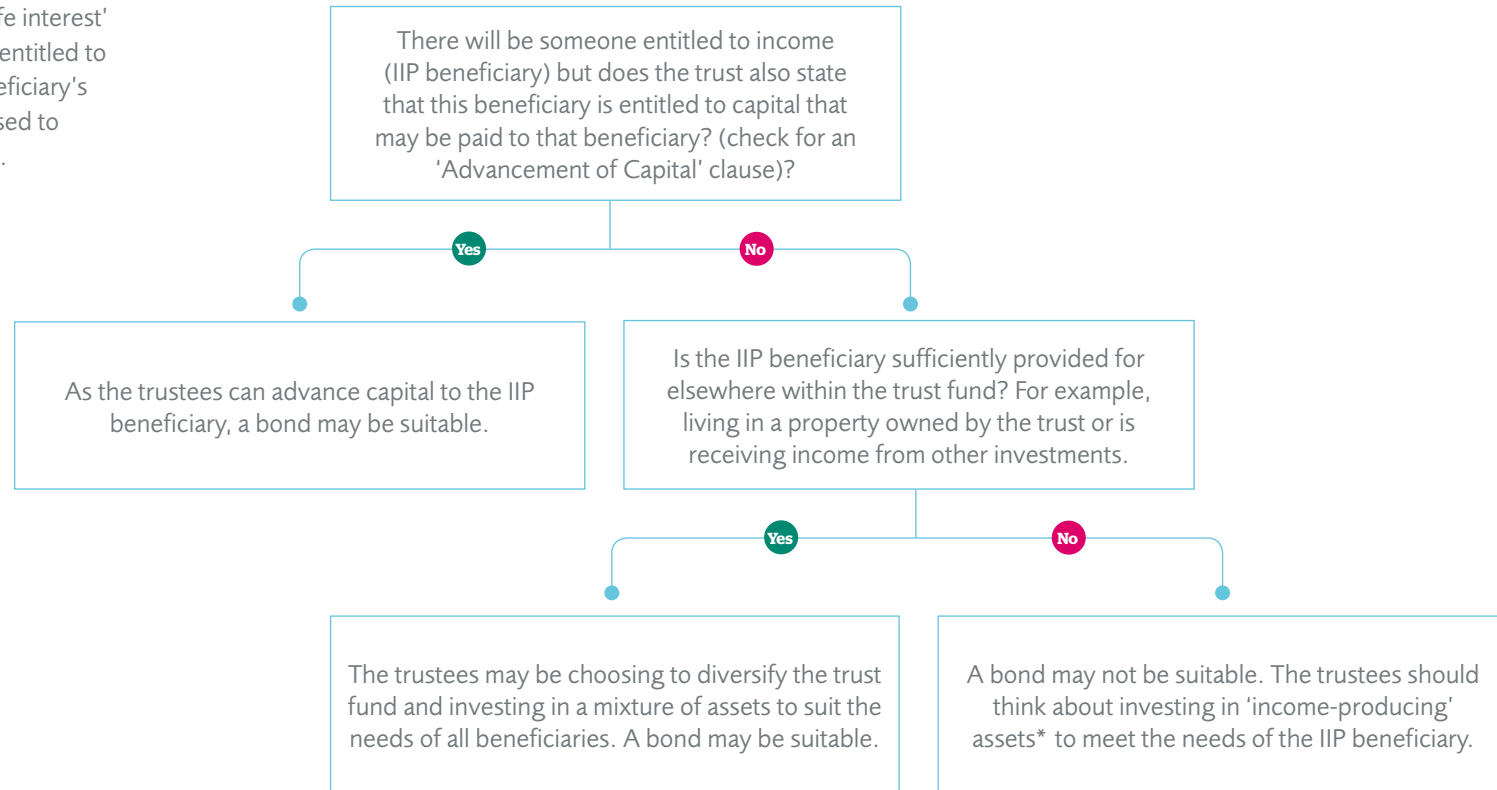 fe interest'
entitled to
eficiary's
sed to
.
There will be someone entitled to income
(IIP beneficiary) but does the trust also state
that this beneficiary is entitled to capital that
may be paid to that beneficiary? (check for an
'Advancement of Capital' clause)?
Yes
No
As the trustees can advance capital to the IIP
beneficiary, a bond may be suitable.
Is the IIP beneficiary sufficiently provided for
elsewhere within the trust fund? For example,
living in a property owned by the trust or is
receiving income from other investments.
Yes
No
The trustees may be choosing to diversify the trust
fund and investing in a mixture of assets to suit the
needs of all beneficiaries. A bond may be suitable.
A bond may not be suitable. The trustees should
think about investing in 'income-producing'
assets* to meet the needs of the IIP beneficiary.